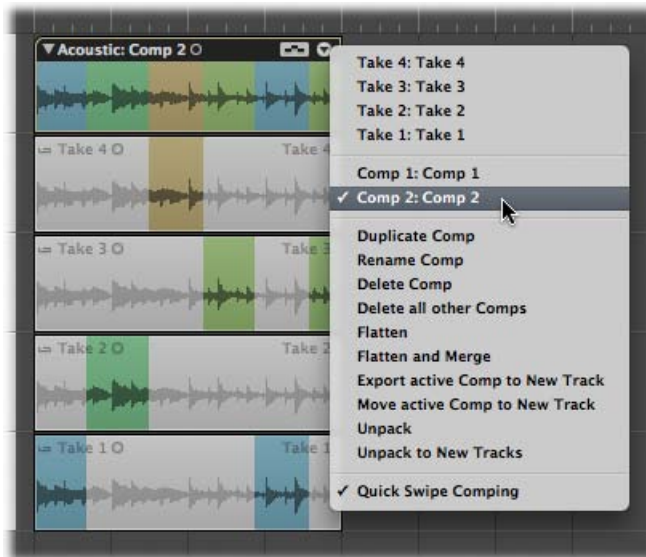 Acoustic: Comp 2
Take 4: Take 4
Take 3: Take 3
Take 2: Take 2
Take 1: Take 1
Comp 1: Comp 1
✓ Comp 2: Comp 2
Duplicate Comp
Rename Comp
Delete Comp
Delete all other Comps
Flatten
Flatten and Merge
Export active Comp to New Track
Move active Comp to New Track
Unpack
Unpack to New Tracks
✓ Quick Swipe Comping
Take 4 Take 4
Take 3 Take 3
Take 2 Take 2
Take 1 Take 1